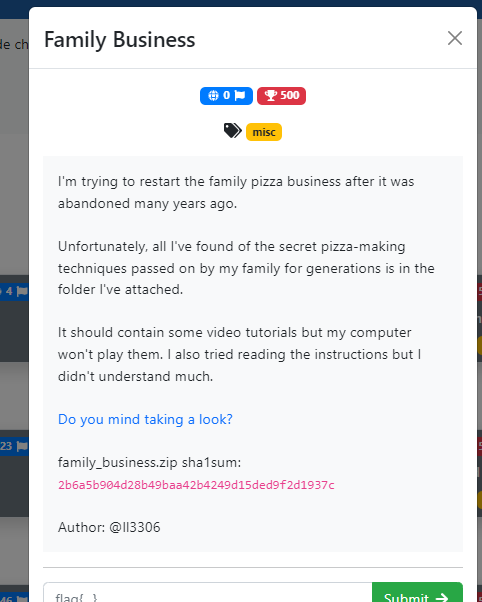 de ch
Family Business
0
500
misc
I'm trying to restart the family pizza business after it was
abandoned many years ago.
Unfortunately, all I've found of the secret pizza-making
techniques passed on by my family for generations is in the
folder I've attached.
It should contain some video tutorials but my computer
won't play them. I also tried reading the instructions but I
didn't understand much.
Do you mind taking a look?
family_business.zip sha1sum:
2b6a5b904d28b49baa42b4249d15ded9f2d1937c
Author: @II3306
4
23
46
flag{...}
Submit